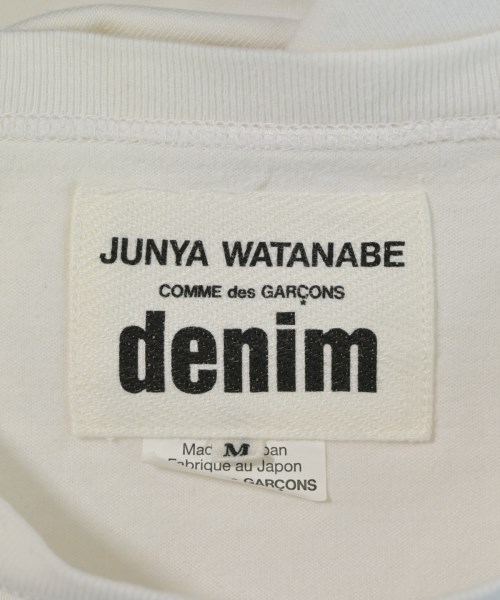 JUNYA WATANABE
COMME des GARÇONS
denim
M
Fabrique au Japon
GARÇONS